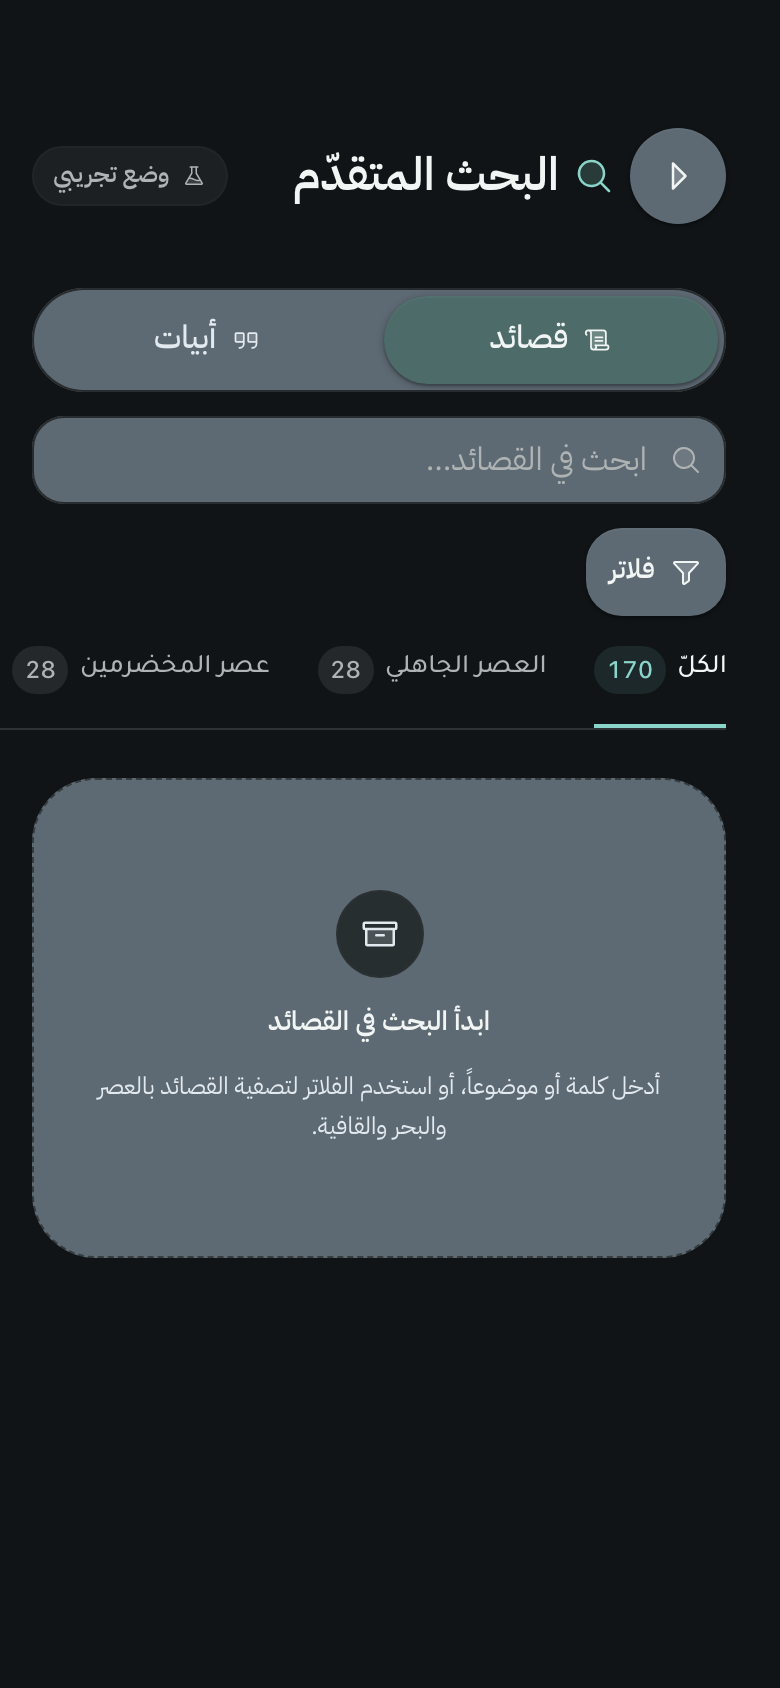 البحث المتقدّم
وضع تجريبي
قصائد
أبيات
ابحث في القصائد...
فلاتر
الكلّ 170
العصر الجاهلي 28
عصر المخضرمين 28
ابدأ البحث في القصائد
أدخل كلمة أو موضوعاً، أو استخدم الفلاتر لتصفية القصائد بالعصر
والبحر والقافية.